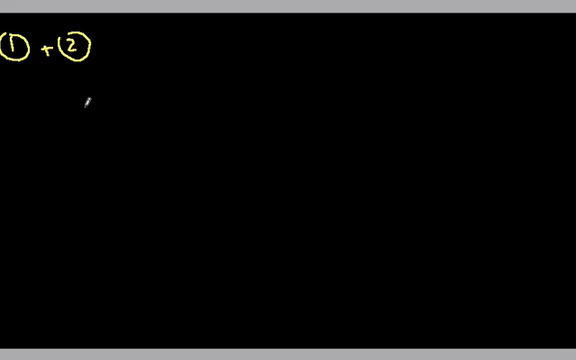 ① + ②